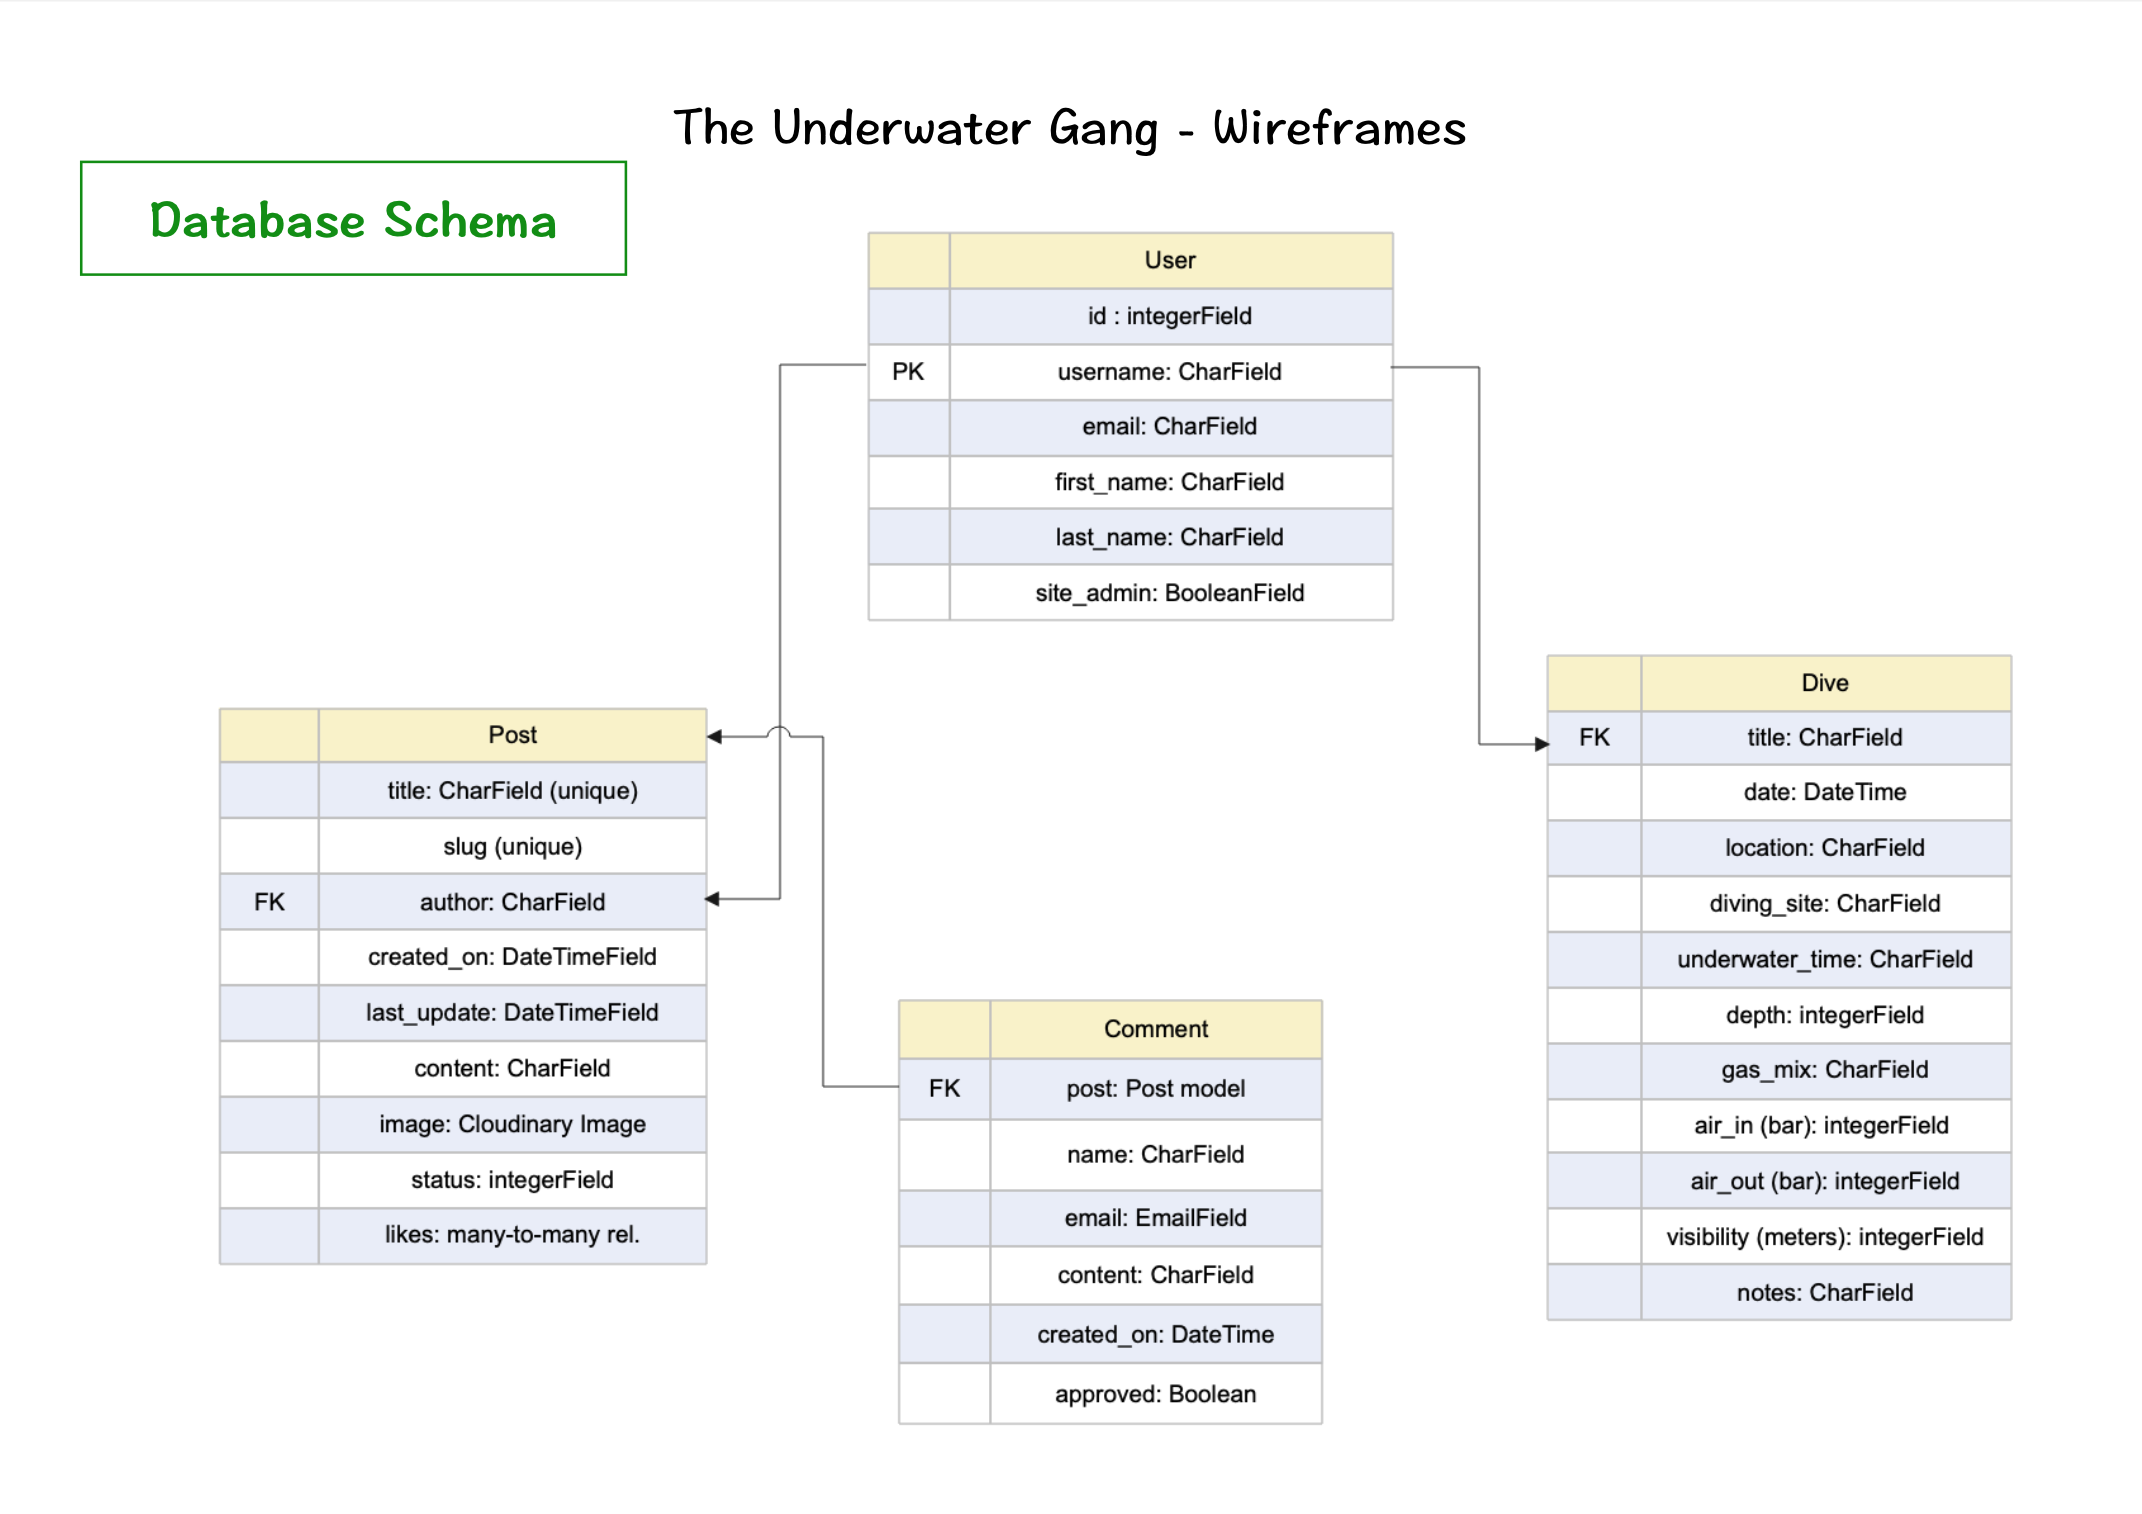 The Underwater Gang - Wireframes
Database Schema
User
id : integerField
PK username: CharField
email: CharField
first_name: CharField
last_name: CharField
site_admin: BooleanField
Post
title: CharField (unique)
slug (unique)
FK author: CharField
created_on: DateTimeField
last_update: DateTimeField
content: CharField
image: Cloudinary Image
status: integerField
likes: many-to-many rel.
Comment
FK post: Post model
name: CharField
email: EmailField
content: CharField
created_on: DateTime
approved: Boolean
Dive
FK title: CharField
date: DateTime
location: CharField
diving_site: CharField
underwater_time: CharField
depth: integerField
gas_mix: CharField
air_in (bar): integerField
air_out (bar): integerField
visibility (meters): integerField
notes: CharField